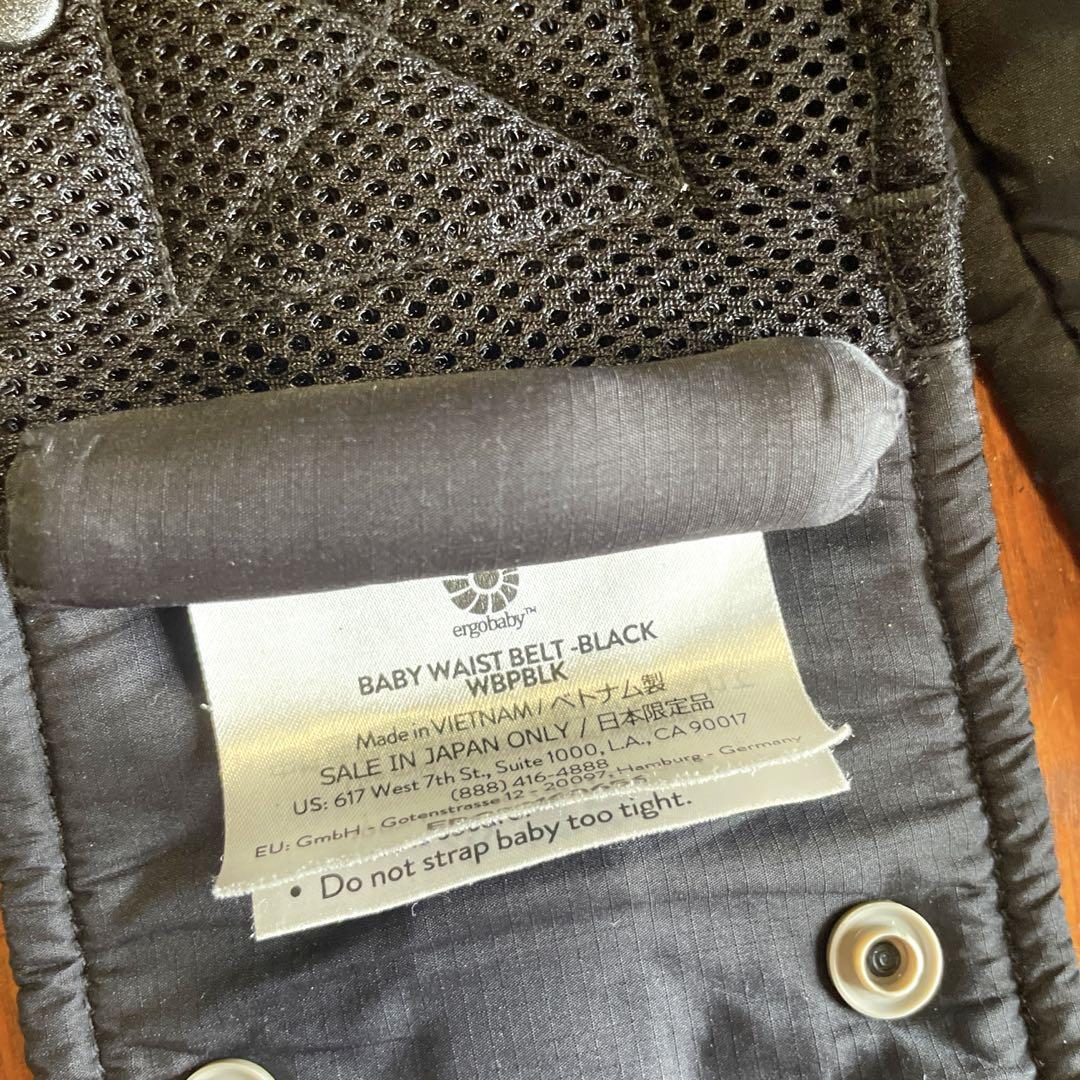 ergobaby™
BABY WAIST BELT -BLACK
WBPBLK
Made in VIETNAM / ベトナム製
SALE IN JAPAN ONLY / 日本限定品
US: 617 West 7th St., Suite 1000, L.A., CA 90017
(888) 416-4888
EU: GmbH - Gotenstrasse 12 - 20097, Hamburg - Germany
• Do not strap baby too tight.